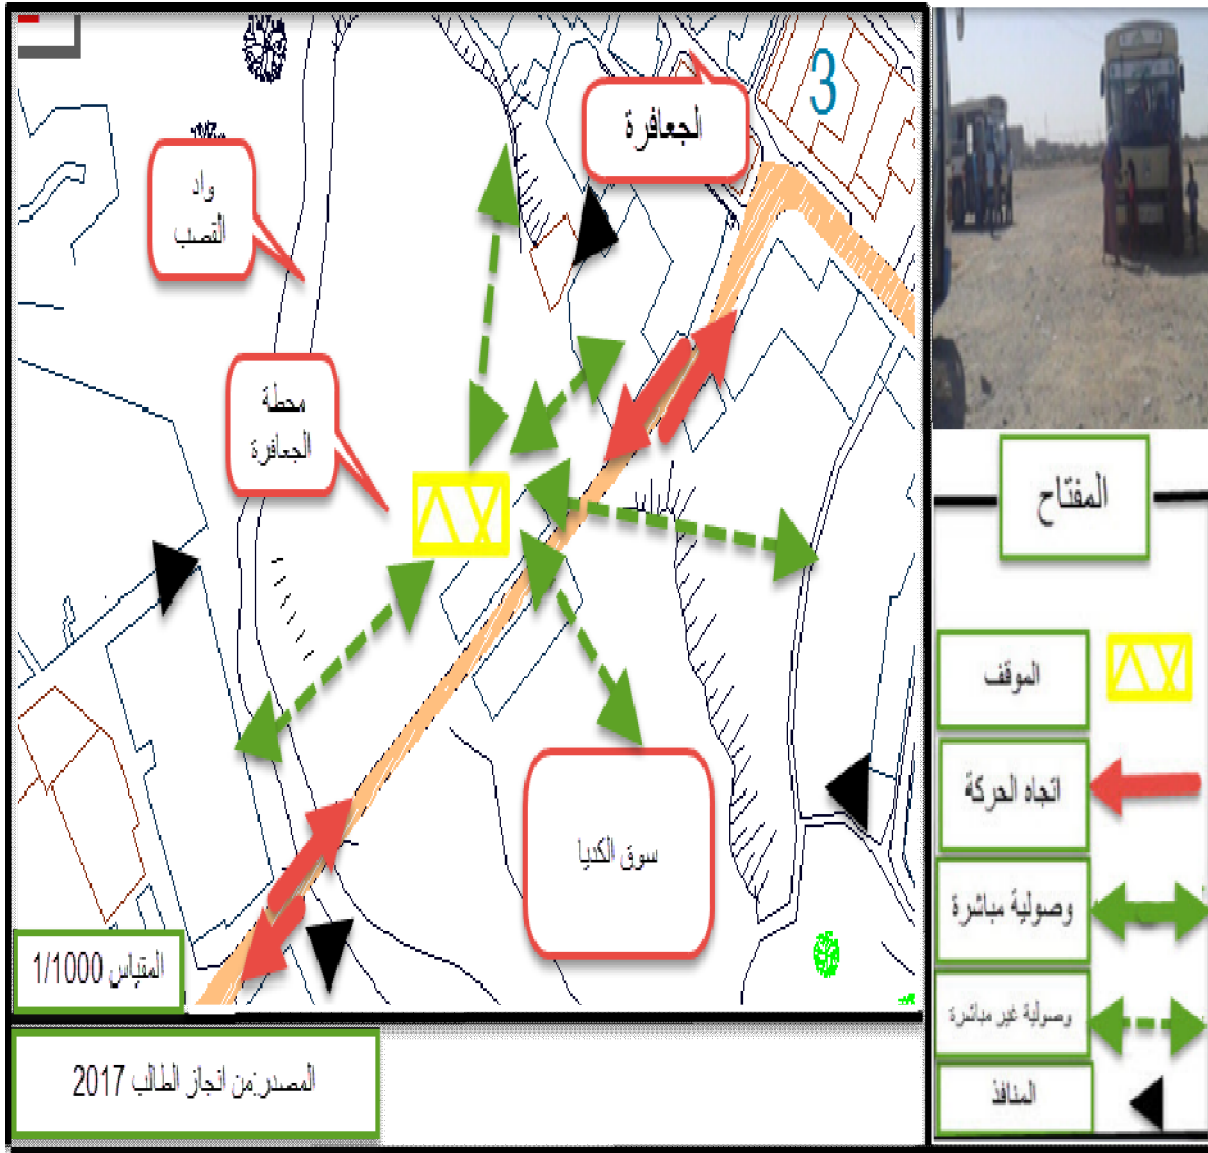 الجعافرة
3
واد
القصب
محطة
الجعافرة
سوق الكديا
المقياس 1/1000
المصدر:من انجاز الطالب 2017
المفتاح
الموقف
اتجاه الحركة
وصولية مباشرة
وصولية غير مباشرة
المنافذ